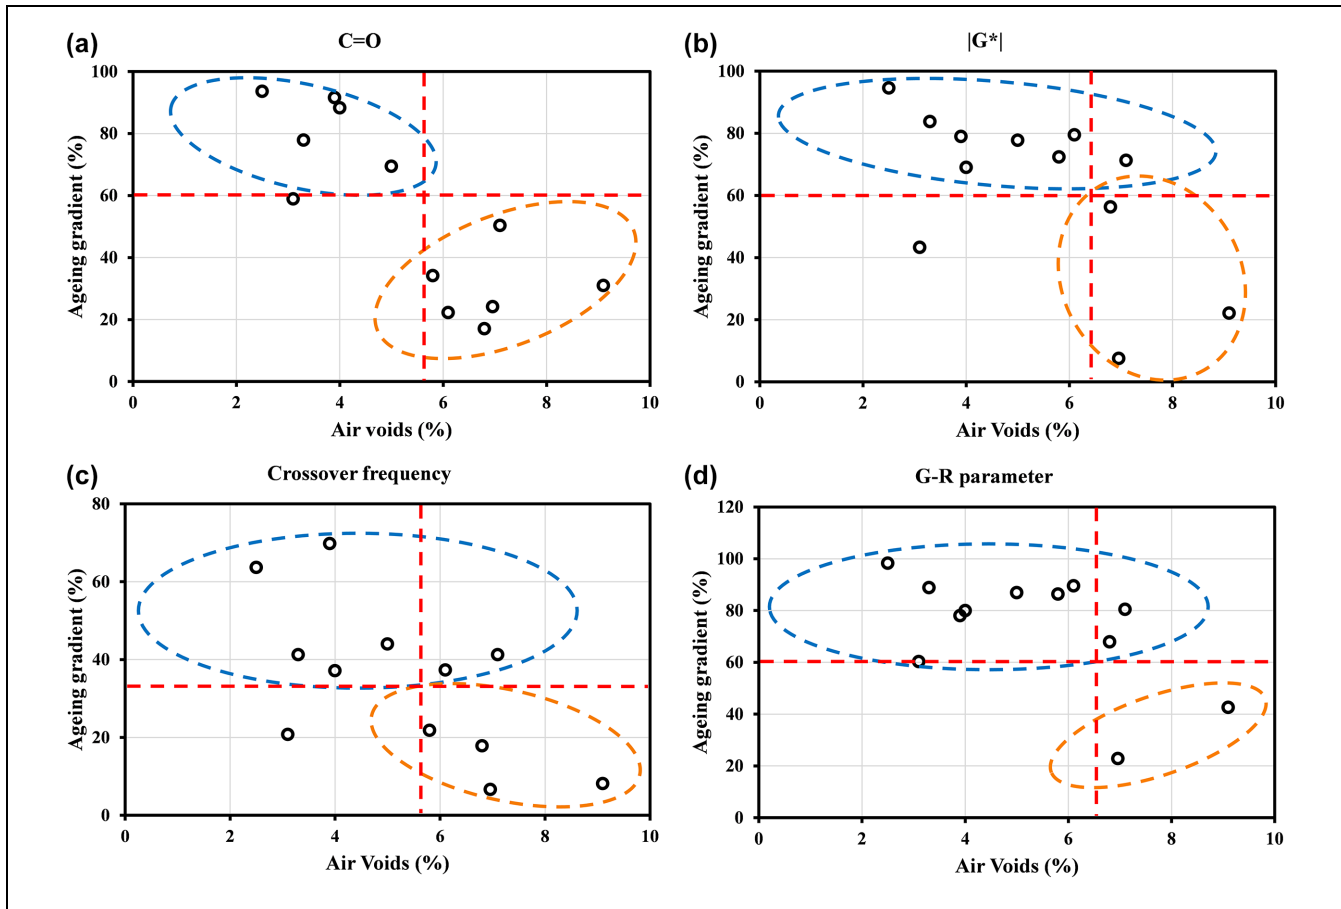 (a)
C=O
Ageing gradient (%)
100
80
60
40
20
0
0 2 4 6 8 10
Air voids (%)
(b)
|G*|
Ageing gradient (%)
100
80
60
40
20
0
0 2 4 6 8 10
Air Voids (%)
(c)
Crossover frequency
Ageing gradient (%)
80
60
40
20
0
0 2 4 6 8 10
Air Voids (%)
(d)
G-R parameter
Ageing gradient (%)
120
100
80
60
40
20
0
0 2 4 6 8 10
Air Voids (%)